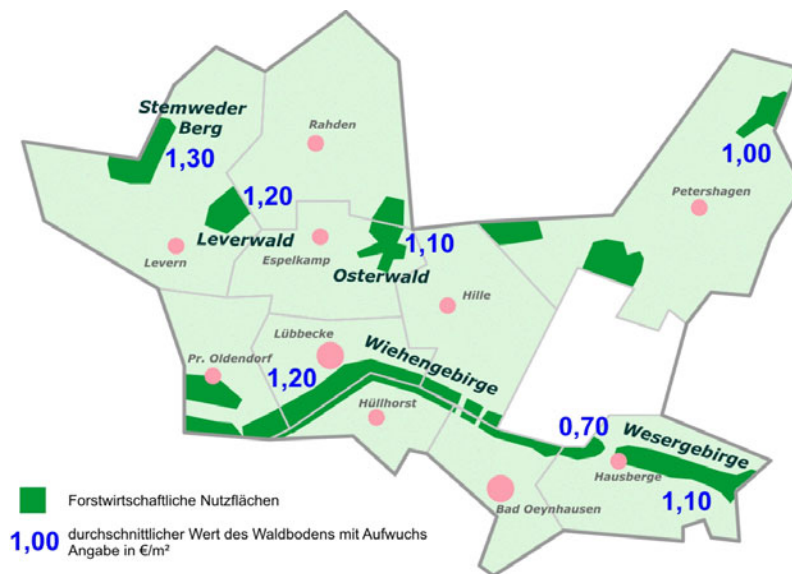 Stemweder
Berg
1,30
Rahden
1,00
Petershagen
1,20
Leverwald
Levern
Espelkamp
1,10
Osterwald
Hille
Lübbecke
Wiehengebirge
Pr. Oldendorf
1,20
Hüllhorst
0,70
Wesergebirge
Hausberge
1,10
Bad Oeynhausen
Forstwirtschaftliche Nutzflächen
1,00 durchschnittlicher Wert des Waldbodens mit Aufwuchs
Angabe in €/m²